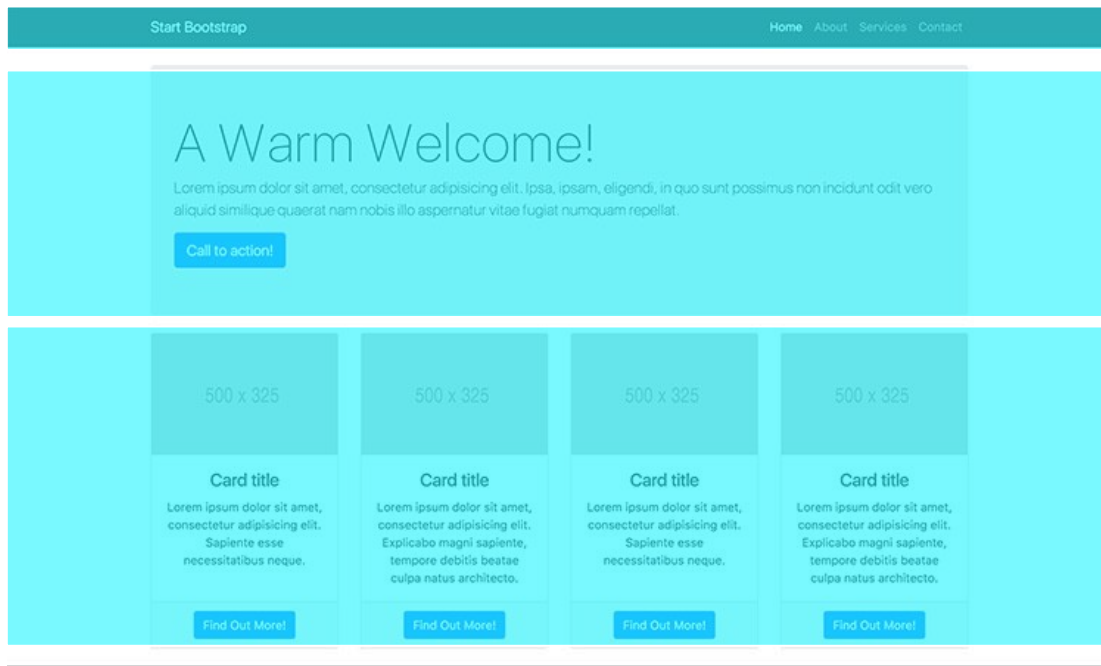 Start Bootstrap
Home About Services Contact
A Warm Welcome!
Lorem ipsum dolor sit amet, consectetur adipisicing elit. Ipsa, ipsam, eligendi, in quo sunt possimus non incidunt odit vero
aliquid similique quaerat nam nobis illo aspernatur vitae fugiat numquam repellat.
Call to action!
500 x 325
Card title
Lorem ipsum dolor sit amet,
consectetur adipisicing elit.
Sapiente esse
necessitatibus neque.
Find Out More!
500 x 325
Card title
Lorem ipsum dolor sit amet,
consectetur adipisicing elit.
Explicabo magni sapiente,
tempore debitis beatae
culpa natus architecto.
Find Out More!
500 x 325
Card title
Lorem ipsum dolor sit amet,
consectetur adipisicing elit.
Sapiente esse
necessitatibus neque.
Find Out More!
500 x 325
Card title
Lorem ipsum dolor sit amet,
consectetur adipisicing elit.
Explicabo magni sapiente,
tempore debitis beatae
culpa natus architecto.
Find Out More!